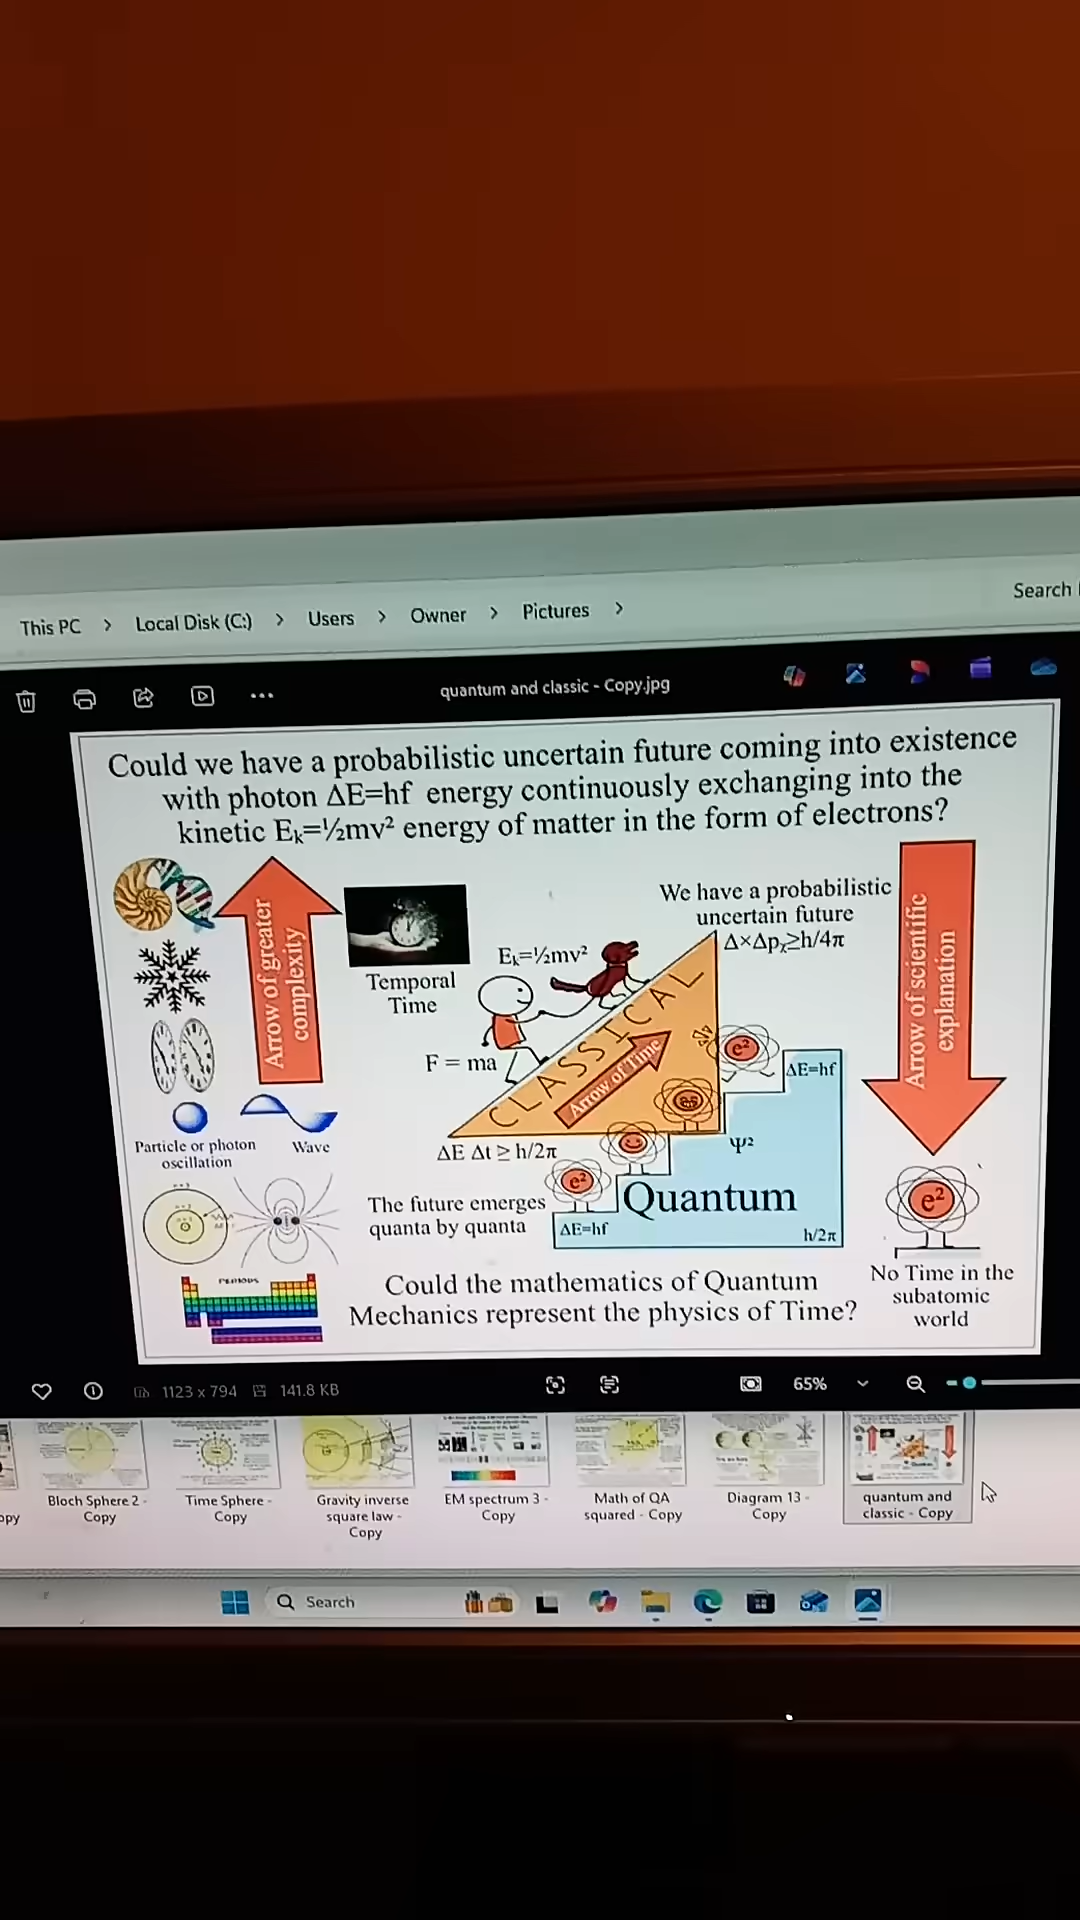 Search
This PC > Local Disk (C:) > Users > Owner > Pictures >
quantum and classic - Copy.jpg
Could we have a probabilistic uncertain future coming into existence
with photon ΔE=hf energy continuously exchanging into the
kinetic Eₖ=½mv² energy of matter in the form of electrons?
Arrow of greater
complexity
Temporal
Time
Eₖ=½mv²
F = ma
CLASSICAL
Arrow of Time
We have a probabilistic
uncertain future
Δ×Δpₓ≥h/4π
Arrow of scientific
explanation
e²
ΔE=hf
Particle or photon
oscillation
Wave
ΔE Δt ≥ h/2π
Ψ²
e²
The future emerges
quanta by quanta
ΔE=hf
Quantum
h/2π
e²
PERIODS
Could the mathematics of Quantum
Mechanics represent the physics of Time?
No Time in the
subatomic
world
1123 x 794
141.8 KB
65%
Bloch Sphere 2 -
Copy
Time Sphere -
Copy
Gravity inverse
square law -
Copy
EM spectrum 3 -
Copy
Math of QA
squared - Copy
Diagram 13 -
Copy
quantum and
classic - Copy
Search